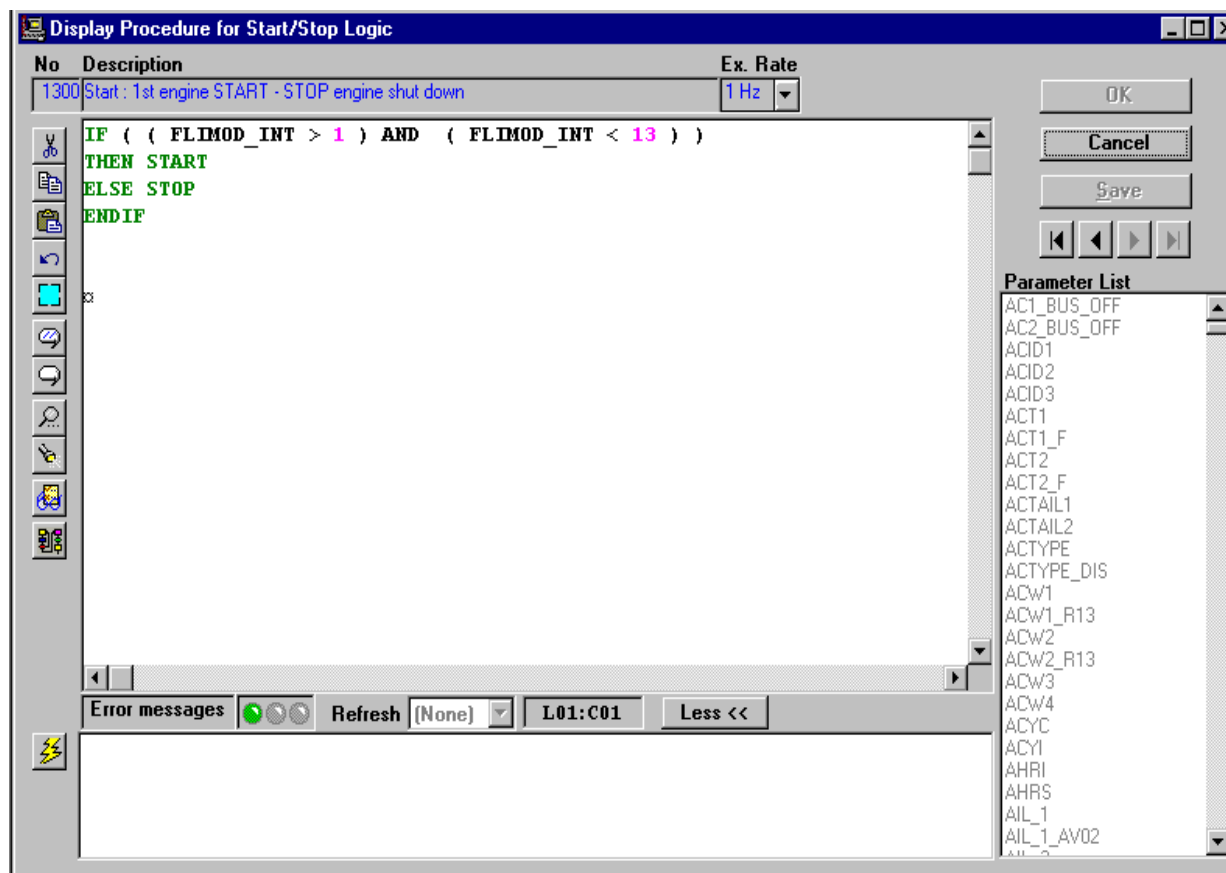 Display Procedure for Start/Stop Logic
No Description Ex. Rate
1300 Start : 1st engine START - STOP engine shut down 1 Hz
OK
Cancel
Save
IF ( ( FLIMOD_INT > 1 ) AND ( FLIMOD_INT < 13 ) )
THEN START
ELSE STOP
ENDIF
¤
Parameter List
AC1_BUS_OFF
AC2_BUS_OFF
ACID1
ACID2
ACID3
ACT1
ACT1_F
ACT2
ACT2_F
ACTAIL1
ACTAIL2
ACTYPE
ACTYPE_DIS
ACW1
ACW1_R13
ACW2
ACW2_R13
ACW3
ACW4
ACYC
ACYI
AHRI
AHRS
AIL_1
AIL_1_AV02
Error messages Refresh (None) L01:C01 Less <<